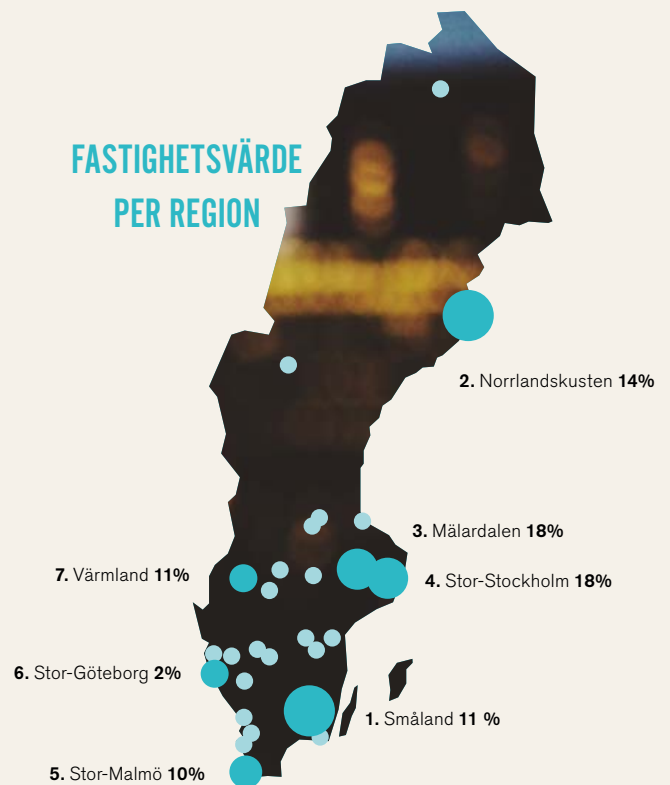 FASTIGHETSVÄRDE
PER REGION
2. Norrlandskusten 14%
3. Mälardalen 18%
7. Värmland 11%
4. Stor-Stockholm 18%
6. Stor-Göteborg 2%
1. Småland 11 %
5. Stor-Malmö 10%